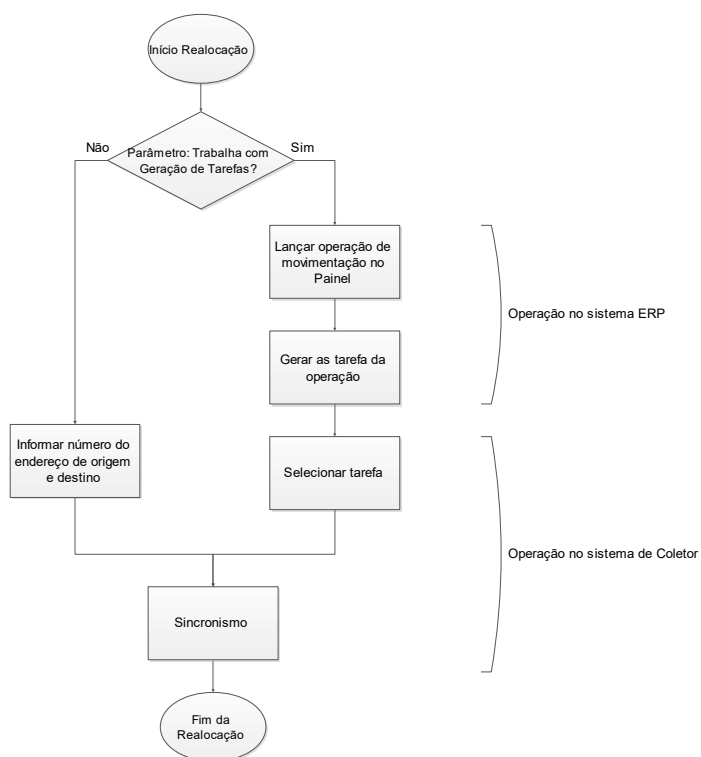 Início Realocação
Não
Parâmetro: Trabalha com
Geração de Tarefas?
Sim
Lançar operação de
movimentação no
Painel
Operação no sistema ERP
Gerar as tarefa da
operação
Informar número do
endereço de origem
e destino
Selecionar tarefa
Operação no sistema de Coletor
Sincronismo
Fim da
Realocação